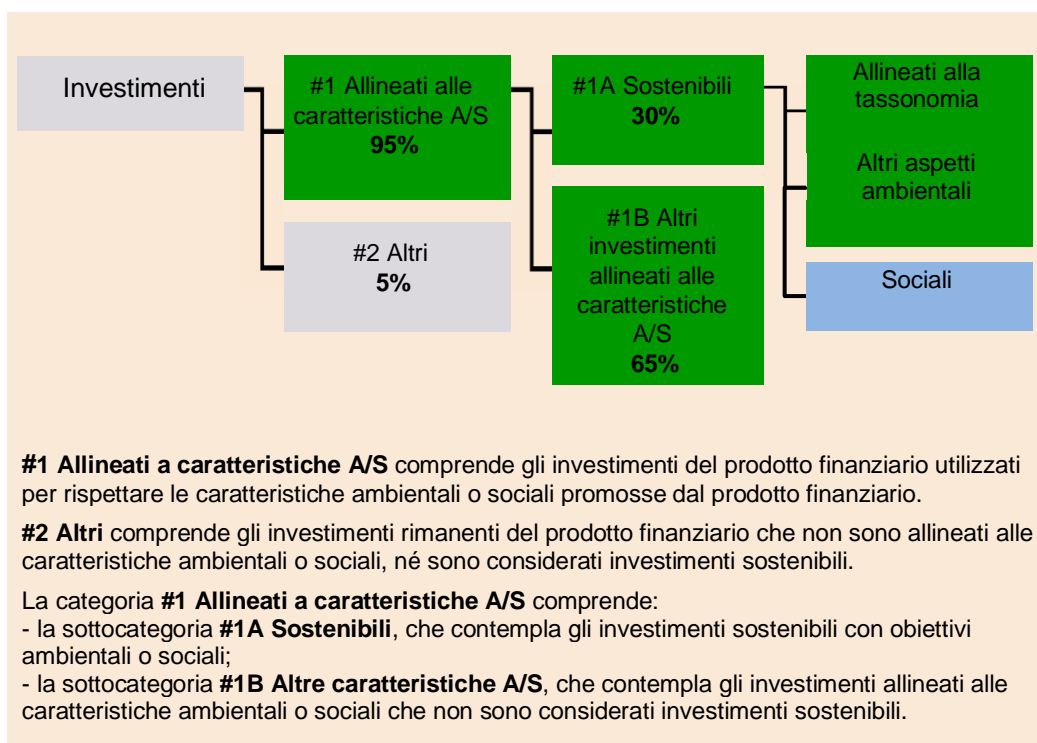 Investimenti
#1 Allineati alle
caratteristiche A/S
95%
#2 Altri
5%
#1A Sostenibili
30%
#1B Altri
investimenti
allineati alle
caratteristiche
A/S
65%
Allineati alla
tassonomia
Altri aspetti
ambientali
Sociali
#1 Allineati a caratteristiche A/S comprende gli investimenti del prodotto finanziario utilizzati
per rispettare le caratteristiche ambientali o sociali promosse dal prodotto finanziario.
#2 Altri comprende gli investimenti rimanenti del prodotto finanziario che non sono allineati alle
caratteristiche ambientali o sociali, né sono considerati investimenti sostenibili.
La categoria #1 Allineati a caratteristiche A/S comprende:
- la sottocategoria #1A Sostenibili, che contempla gli investimenti sostenibili con obiettivi
ambientali o sociali;
- la sottocategoria #1B Altre caratteristiche A/S, che contempla gli investimenti allineati alle
caratteristiche ambientali o sociali che non sono considerati investimenti sostenibili.